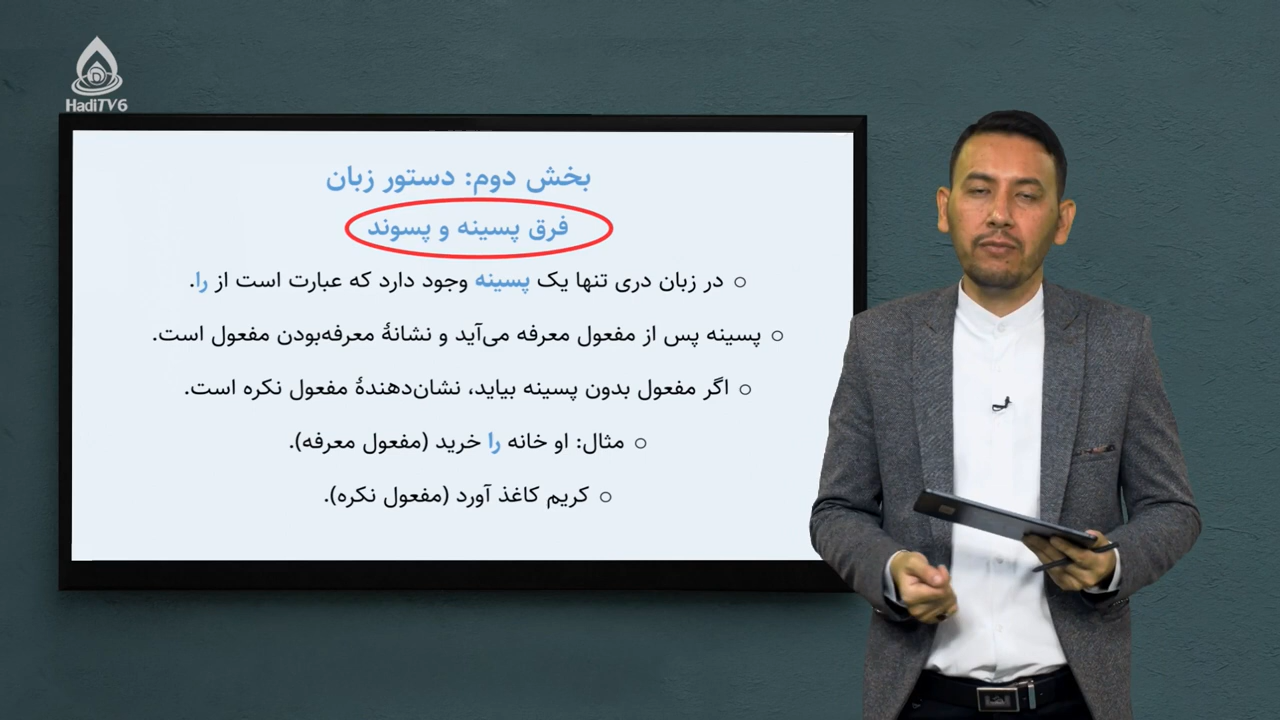 HadiTV6
بخش دوم: دستور زبان
فرق پسینه و پسوند
○ در زبان دری تنها یک پسینه وجود دارد که عبارت است از را.
○ پسینه پس از مفعول معرفه می‌آید و نشانهٔ معرفه‌بودن مفعول است.
○ اگر مفعول بدون پسینه بیاید، نشان‌دهندهٔ مفعول نکره است.
○ مثال: او خانه را خرید (مفعول معرفه).
○ کریم کاغذ آورد (مفعول نکره).